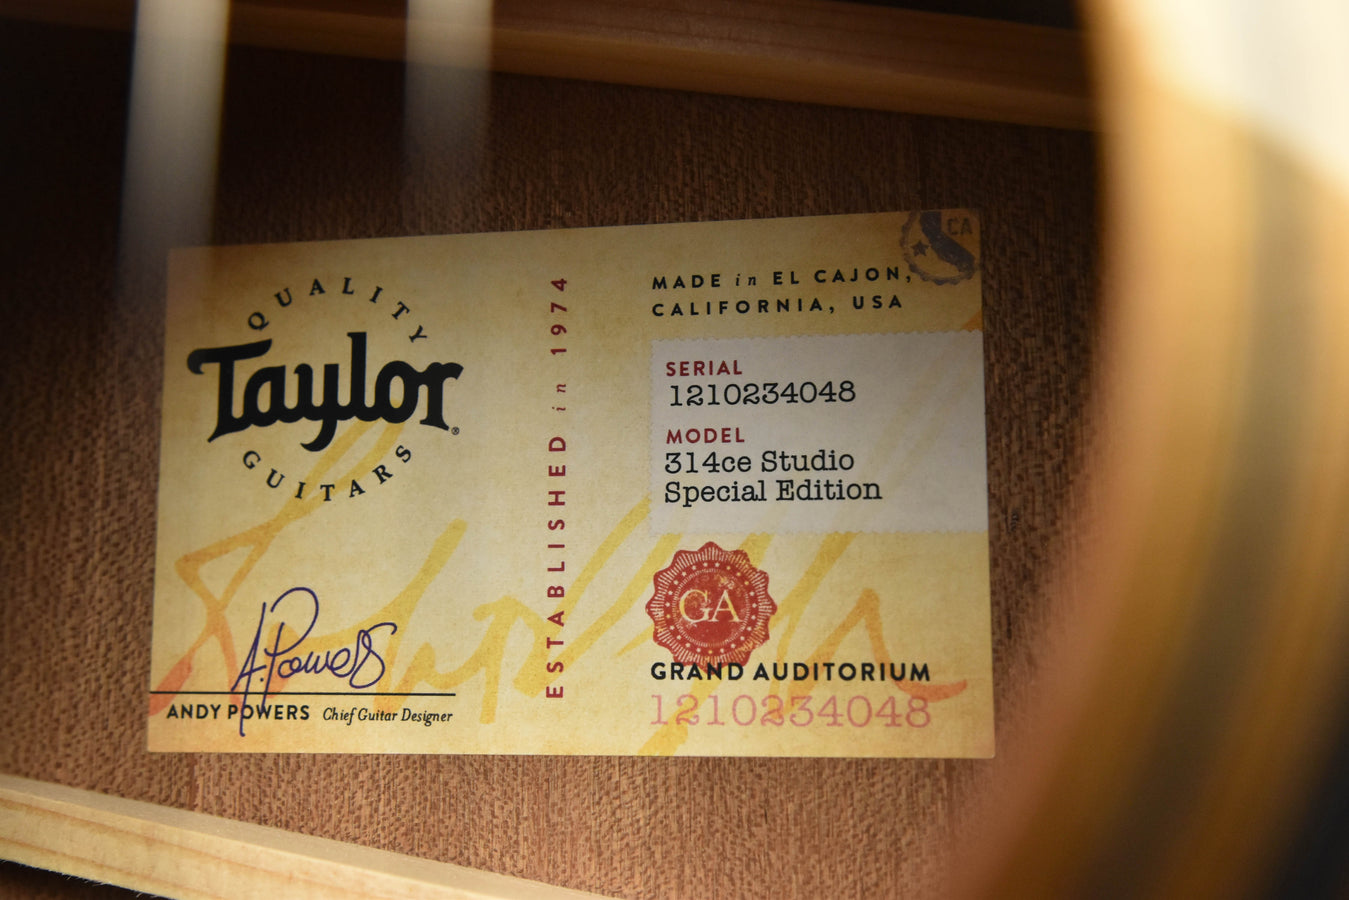 QUALITY
Taylor®
GUITARS
A. Powers
ANDY POWERS Chief Guitar Designer
ESTABLISHED in 1974
MADE in EL CAJON,
CALIFORNIA, USA
CA
SERIAL
1210234048
MODEL
314ce Studio
Special Edition
GA
GRAND AUDITORIUM
1210234048